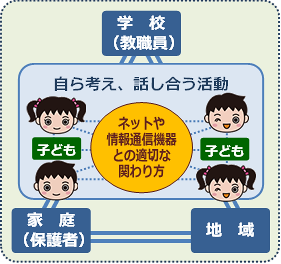 学　校
（教職員）
自ら考え、話し合う活動
ネットや
情報通信機器
との適切な
関わり方
子ども
子ども
家　庭
（保護者）
地　域